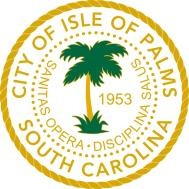 CITY OF ISLE OF PALMS
SANITAS OPERA · DISCIPLINA SALUS
1953
SOUTH CAROLINA